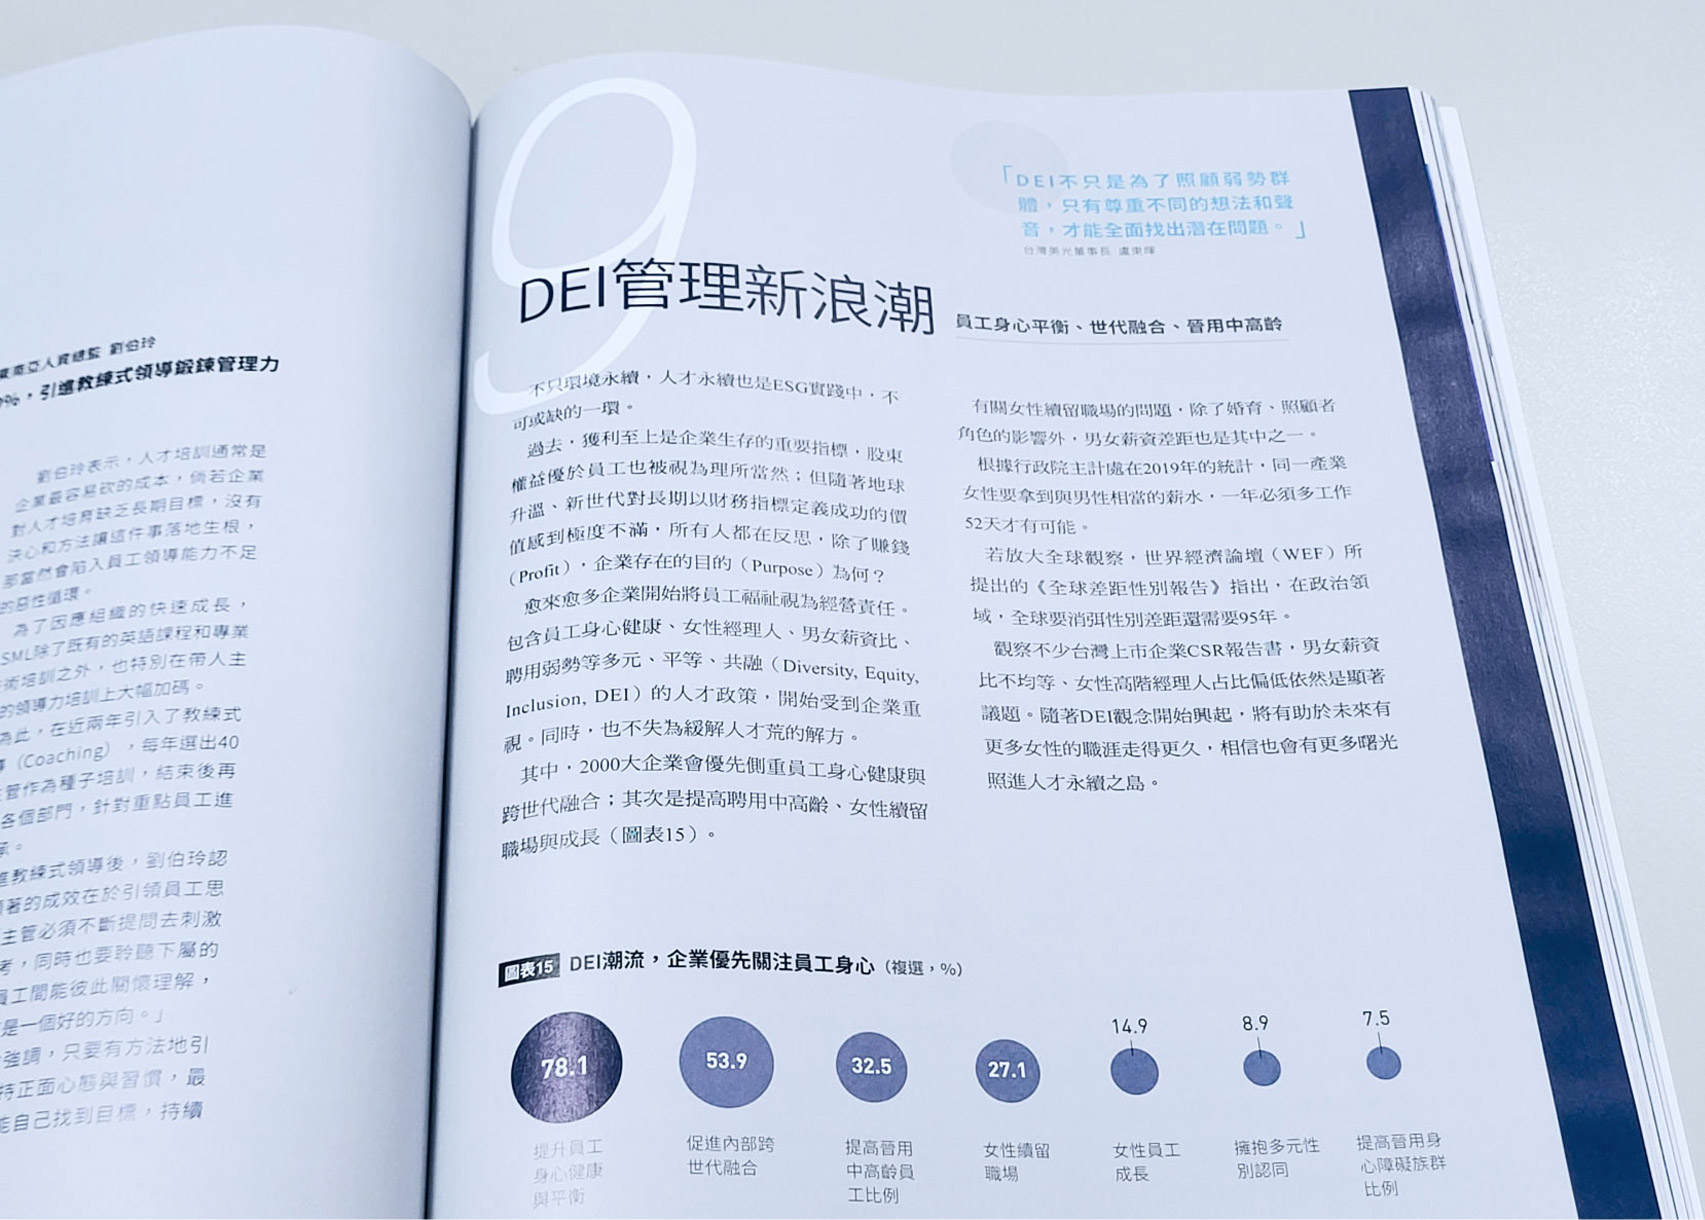 東南亞人資總監 劉伯玲
%，引進教練式領導鍛鍊管理力
劉伯玲表示，人才培訓通常是
企業最容易砍的成本，倘若企業
對人才培育缺乏長期目標，沒有
決心和方法讓這件事落地生根，
那當然會陷入員工領導能力不足
的惡性循環。
為了因應組織的快速成長，
SML除了既有的英語課程和專業
術培訓之外，也特別在帶人主
的領導力培訓上大幅加碼。
為此，在近兩年引入了教練式
導（Coaching），每年選出40
主管作為種子培訓，結束後再
各個部門，針對重點員工進
承。
進教練式領導後，劉伯玲認
顯著的成效在於引領員工思
主管必須不斷提問去刺激
考，同時也要聆聽下屬的
員工間能彼此關懷理解，
是一個好的方向。」
強調，只要有方法地引
持正面心態與習慣，最
能自己找到目標，持續
9
「DEI不只是為了照顧弱勢群
體，只有尊重不同的想法和聲
音，才能全面找出潛在問題。」
台灣美光董事長 盧東暉
DEI管理新浪潮
員工身心平衡、世代融合、晉用中高齡
不只環境永續，人才永續也是ESG實踐中，不
可或缺的一環。
過去，獲利至上是企業生存的重要指標，股東
權益優於員工也被視為理所當然；但隨著地球
升溫、新世代對長期以財務指標定義成功的價
值感到極度不滿，所有人都在反思，除了賺錢
（Profit），企業存在的目的（Purpose）為何？
愈來愈多企業開始將員工福祉視為經營責任。
包含員工身心健康、女性經理人、男女薪資比、
聘用弱勢等多元、平等、共融（Diversity, Equity,
Inclusion, DEI）的人才政策，開始受到企業重
視。同時，也不失為緩解人才荒的解方。
其中，2000大企業會優先側重員工身心健康與
跨世代融合；其次是提高聘用中高齡、女性續留
職場與成長（圖表15）。
有關女性續留職場的問題，除了婚育、照顧者
角色的影響外，男女薪資差距也是其中之一。
根據行政院主計處在2019年的統計，同一產業
女性要拿到與男性相當的薪水，一年必須多工作
52天才有可能。
若放大全球觀察，世界經濟論壇（WEF）所
提出的《全球差距性別報告》指出，在政治領
域，全球要消弭性別差距還需要95年。
觀察不少台灣上市企業CSR報告書，男女薪資
比不均等、女性高階經理人占比偏低依然是顯著
議題。隨著DEI觀念開始興起，將有助於未來有
更多女性的職涯走得更久，相信也會有更多曙光
照進人才永續之島。
圖表15 DEI潮流，企業優先關注員工身心（複選，%）
78.1
53.9
32.5
27.1
14.9
8.9
7.5
提升員工
身心健康
與平衡
促進內部跨
世代融合
提高晉用
中高齡員
工比例
女性續留
職場
女性員工
成長
擁抱多元性
別認同
提高晉用身
心障礙族群
比例